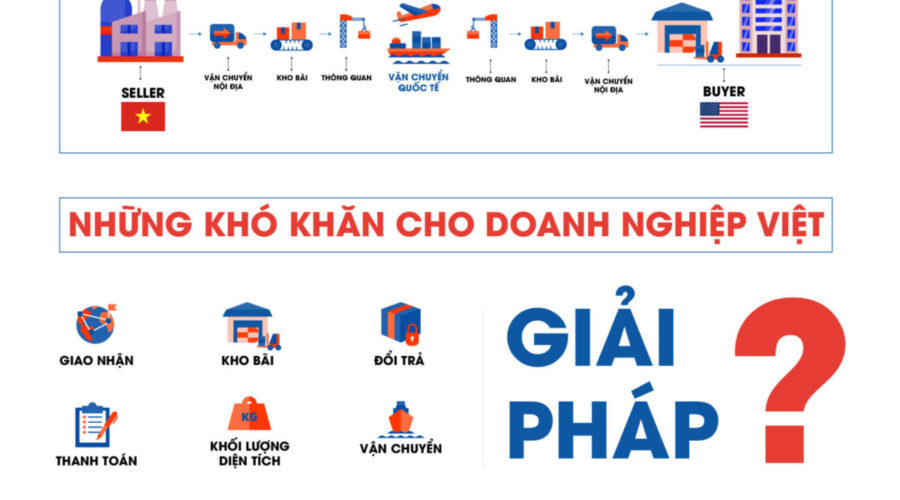 VẬN CHUYỂN
NỘI ĐỊA
KHO BÃI
THÔNG QUAN
VẬN CHUYỂN
QUỐC TẾ
THÔNG QUAN
KHO BÃI
VẬN CHUYỂN
NỘI ĐỊA
SELLER
BUYER
NHỮNG KHÓ KHĂN CHO DOANH NGHIỆP VIỆT
GIAO NHẬN
KHO BÃI
ĐỔI TRẢ
KG
THANH TOÁN
KHỐI LƯỢNG
DIỆN TÍCH
VẬN CHUYỂN
GIẢI
PHÁP
?